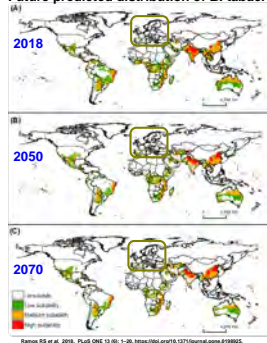 (A)
2018
(B)
2050
(C)
2070
Unsuitable
Low suitability
Medium suitability
High suitability
Ramos RS et al. 2018. PLoS ONE 13 (6): 1–20. https://doi.org/10.1371/journal.pone.0198925.